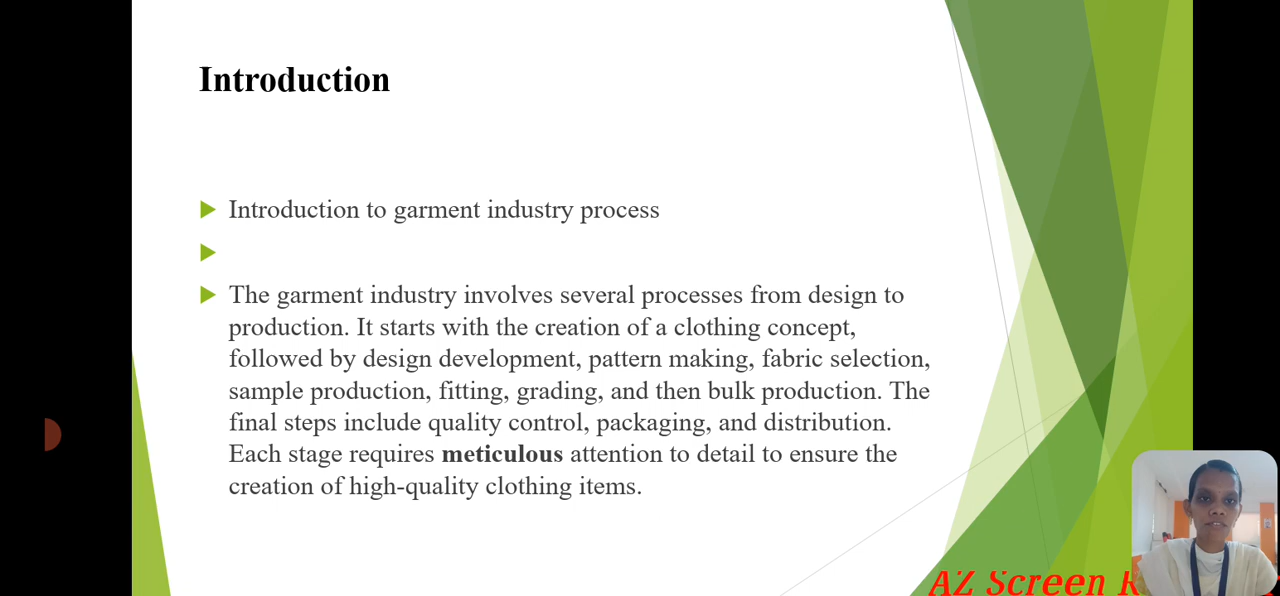 Introduction
Introduction to garment industry process
The garment industry involves several processes from design to
production. It starts with the creation of a clothing concept,
followed by design development, pattern making, fabric selection,
sample production, fitting, grading, and then bulk production. The
final steps include quality control, packaging, and distribution.
Each stage requires meticulous attention to detail to ensure the
creation of high-quality clothing items.
AZ Screen